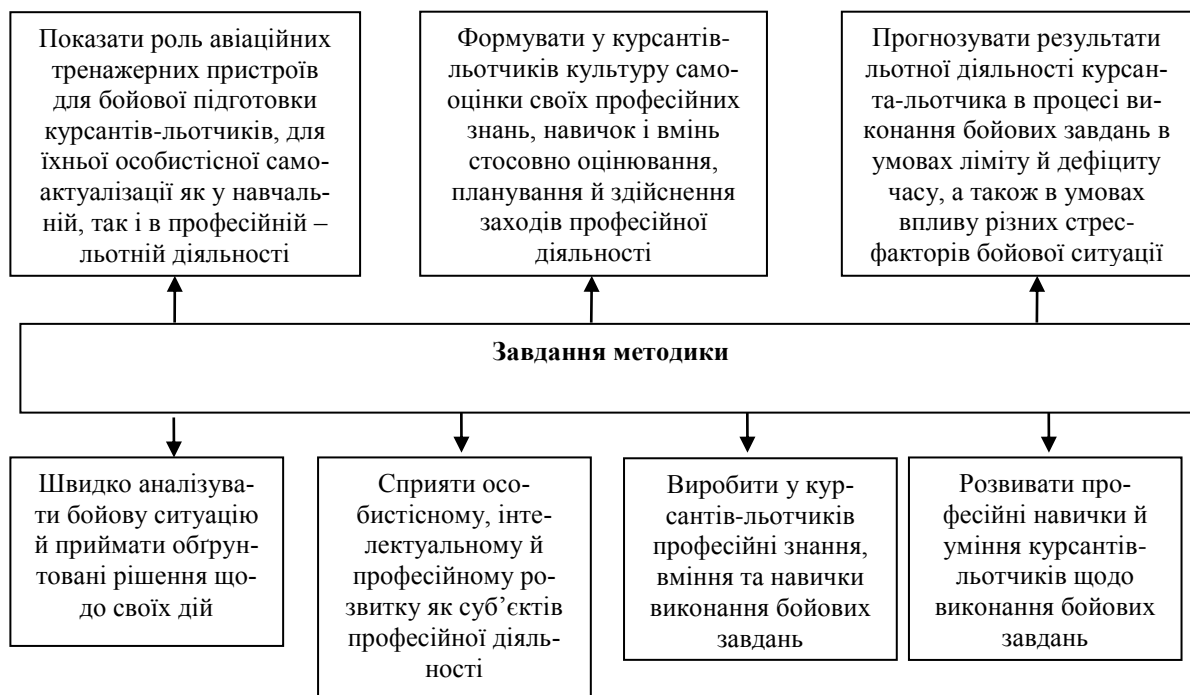 Показати роль авіаційних
тренажерних пристроїв
для бойової підготовки
курсантів-льотчиків, для
їхньої особистісної само-
актуалізації як у навчаль-
ній, так і в професійній –
льотній діяльності
Формувати у курсантів-
льотчиків культуру само-
оцінки своїх професійних
знань, навичок і вмінь
стосовно оцінювання,
планування й здійснення
заходів професійної
діяльності
Прогнозувати результати
льотної діяльності курсан-
та-льотчика в процесі ви-
конання бойових завдань в
умовах ліміту й дефіциту
часу, а також в умовах
впливу різних стрес-
факторів бойової ситуації
Завдання методики
Швидко аналізува-
ти бойову ситуацію
й приймати обґрун-
товані рішення що-
до своїх дій
Сприяти осо-
бистісному, інте-
лектуальному й
професійному ро-
звитку як суб’єктів
професійної діяль-
ності
Виробити у кур-
сантів-льотчиків
професійні знання,
вміння та навички
виконання бойових
завдань
Розвивати про-
фесійні навички й
уміння курсантів-
льотчиків щодо
виконання бойових
завдань